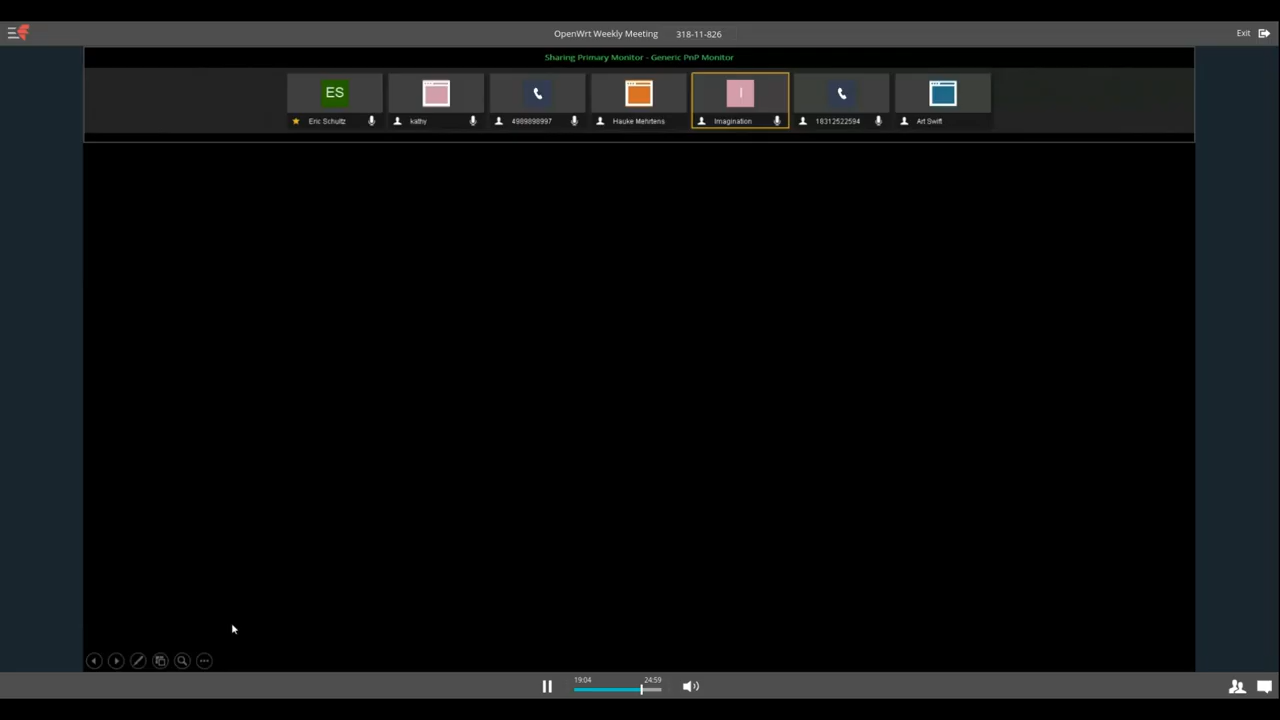 OpenWrt Weekly Meeting 318-11-826 Exit
Sharing Primary Monitor - Generic PnP Monitor
ES
I
Eric Schultz kathy 4989898997 Hauke Mehrtens Imagination 18312522594 Art Swift
19:04 24:59